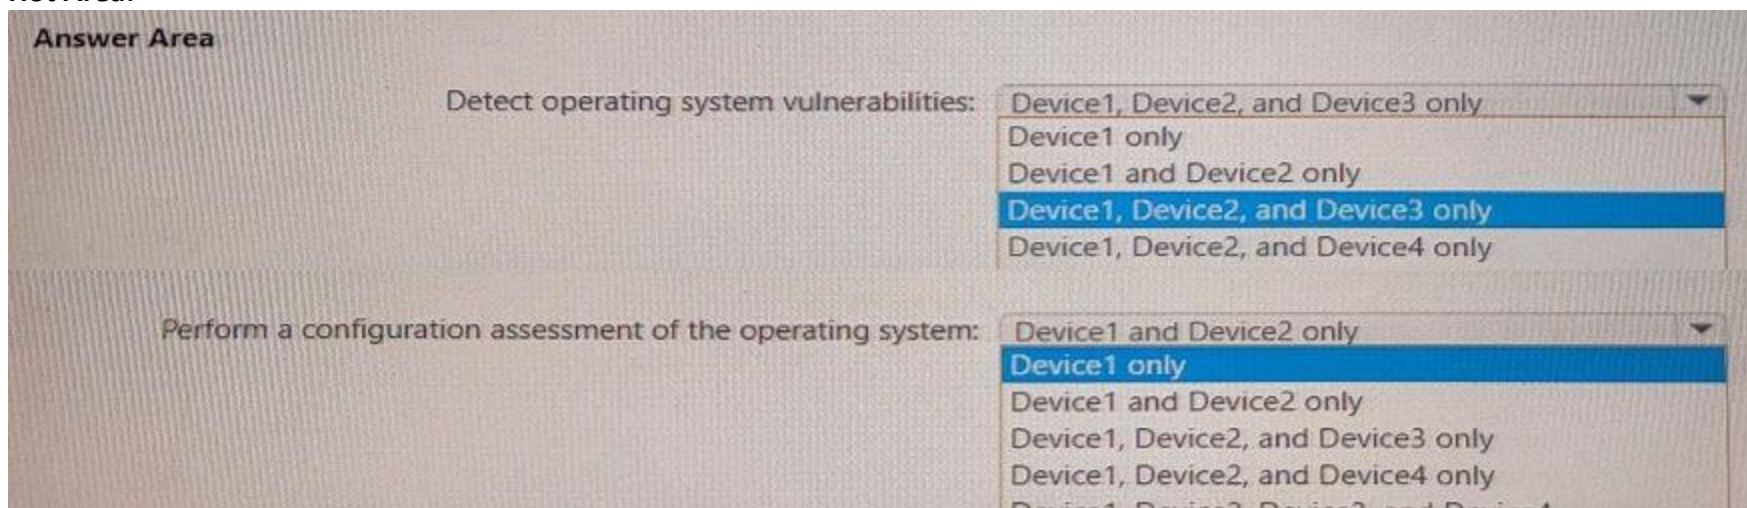 Answer Area
Detect operating system vulnerabilities: Device1, Device2, and Device3 only
Device1 only
Device1 and Device2 only
Device1, Device2, and Device3 only
Device1, Device2, and Device4 only
Perform a configuration assessment of the operating system: Device1 and Device2 only
Device1 only
Device1 and Device2 only
Device1, Device2, and Device3 only
Device1, Device2, and Device4 only